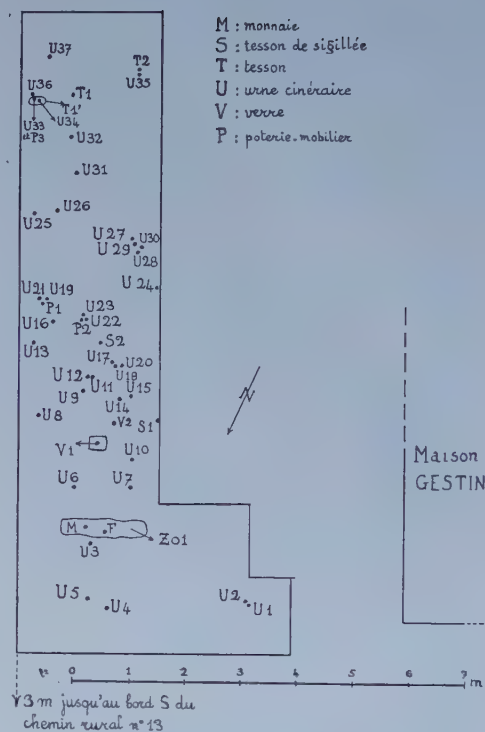 M : monnaie
S : tesson de sigillée
T : tesson
U : urne cinéraire
V : verre
P : poterie-mobilier
U37
T2
U35
U36
T1
T1'
U34
U33
et P3
U32
U31
U26
U25
U27
U30
U29
U28
U24
U21 U19
P1
U23
U16
P2 U22
U13
S2
U17
U20
U18
U12
U11
U9
U15
U14
U8
V2 S1
V1
U10
U6 U7
N
Maison
GESTIN
M F
Z01
U3
U5
U4
U2
U1
0 1 2 3 4 5 6 7 m
3 m jusqu'au bord S du
chemin rural n°13